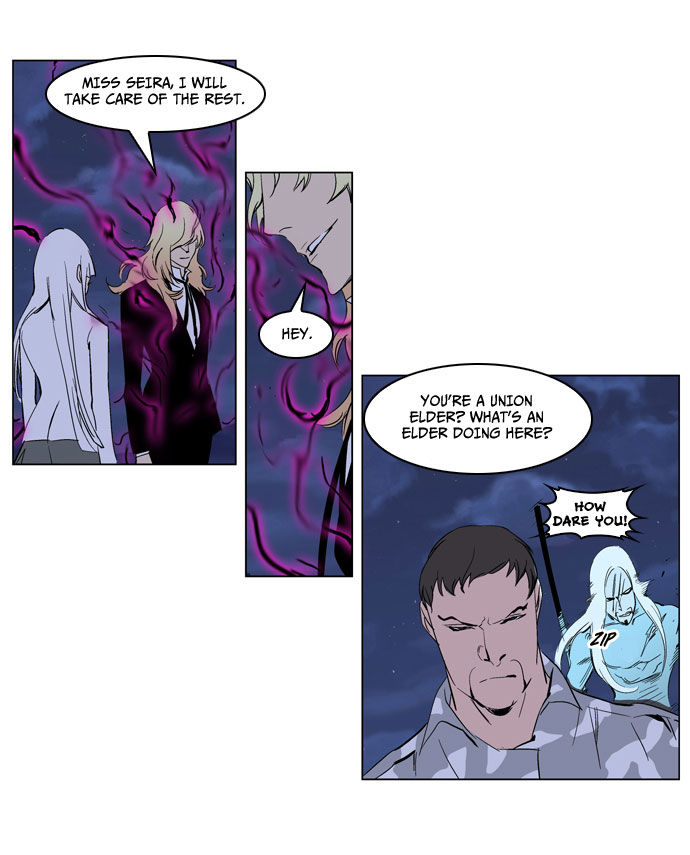 MISS SEIRA, I WILL
TAKE CARE OF THE REST.
HEY.
YOU'RE A UNION
ELDER? WHAT'S AN
ELDER DOING HERE?
HOW
DARE YOU!
ZIP